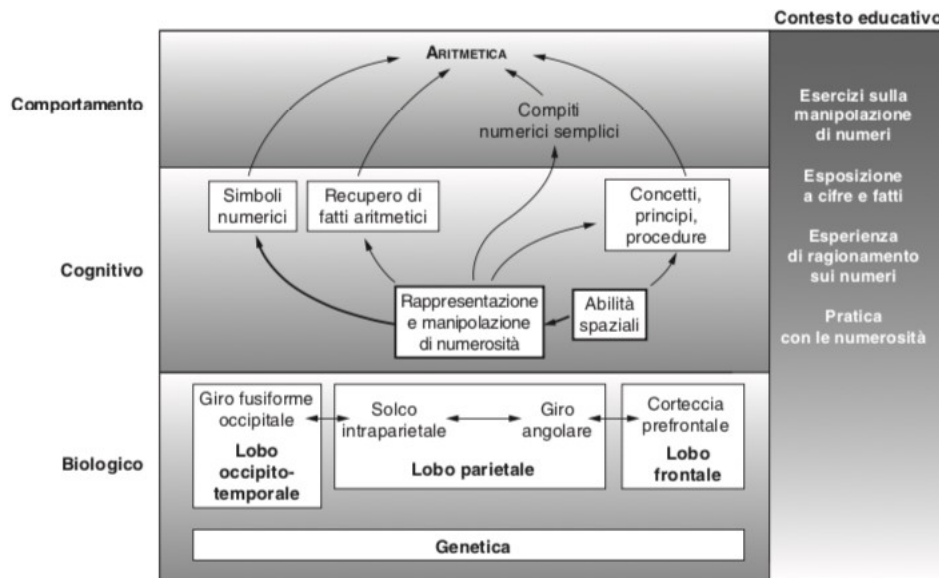 Contesto educativo
Comportamento
ARITMETICA
Compiti
numerici semplici
Esercizi sulla
manipolazione
di numeri
Esposizione
a cifre e fatti
Esperienza
di ragionamento
sui numeri
Pratica
con le numerosità
Cognitivo
Simboli
numerici
Recupero di
fatti aritmetici
Concetti,
principi,
procedure
Rappresentazione
e manipolazione
di numerosità
Abilità
spaziali
Biologico
Giro fusiforme
occipitale
Lobo
occipito-
temporale
Solco
intraparietale
Giro
angolare
Lobo parietale
Corteccia
prefrontale
Lobo
frontale
Genetica